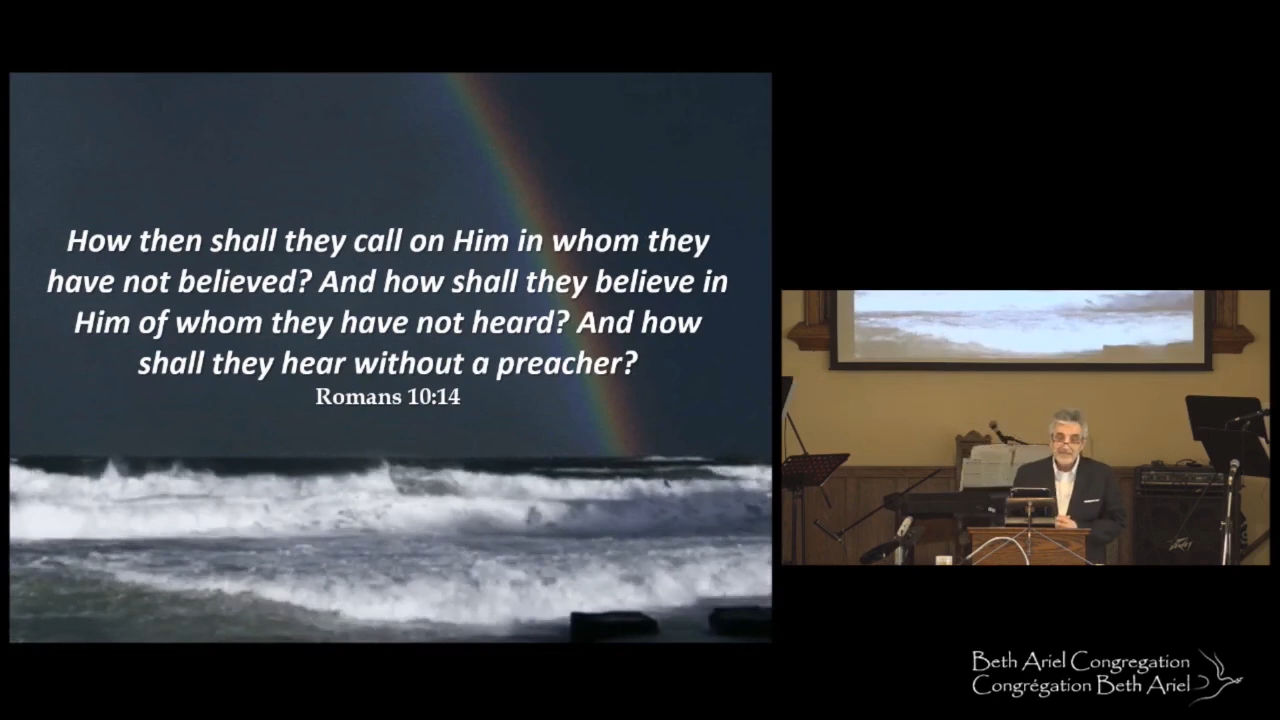 How then shall they call on Him in whom they
have not believed? And how shall they believe in
Him of whom they have not heard? And how
shall they hear without a preacher?
Romans 10:14
PEAVEY
Beth Ariel Congregation
Congrégation Beth Ariel